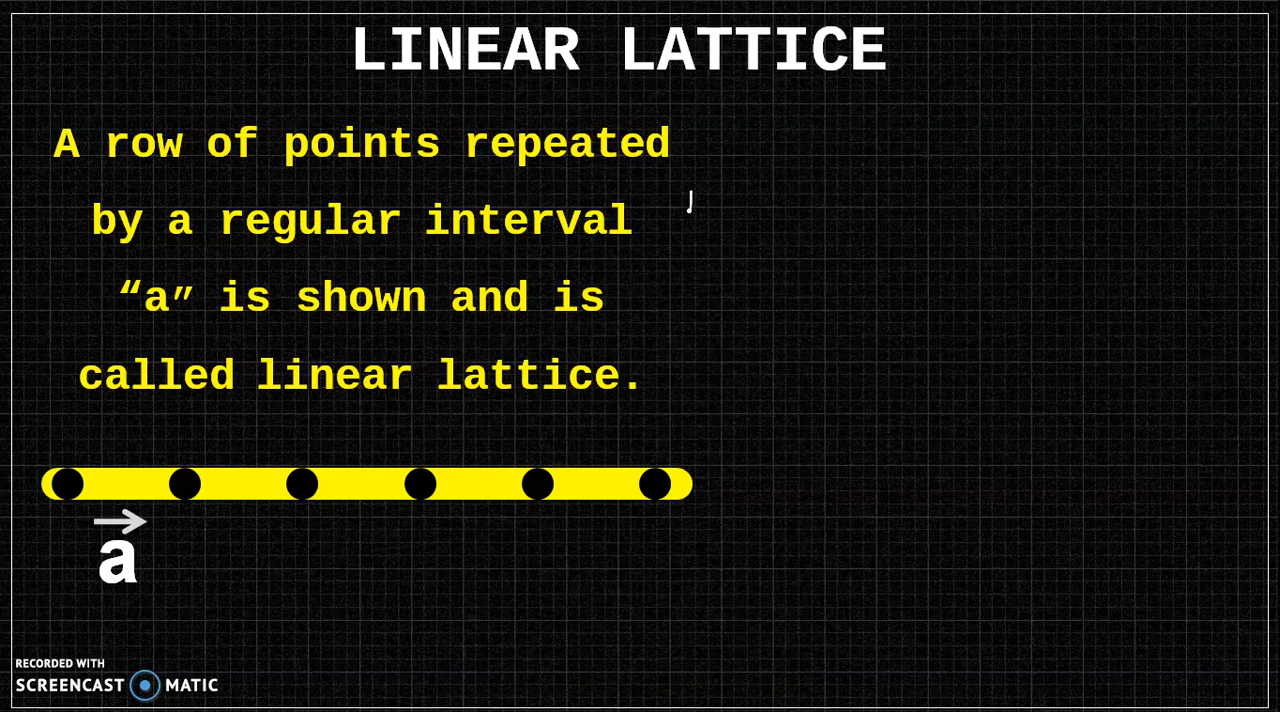 LINEAR LATTICE
A row of points repeated
by a regular interval
“a” is shown and is
called linear lattice.
a
RECORDED WITH
SCREENCAST MATIC